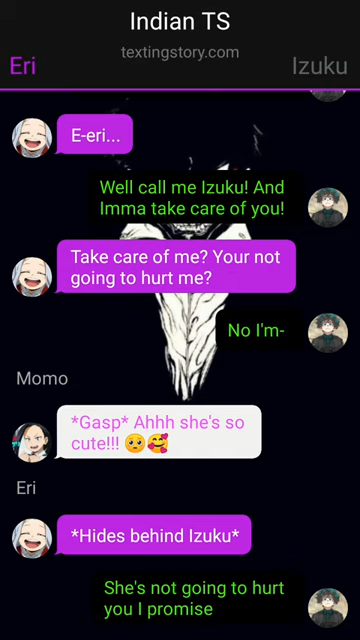 Indian TS
textingstory.com
Eri
Izuku
E-eri...
Well call me Izuku! And
Imma take care of you!
Take care of me? Your not
going to hurt me?
No I'm-
Momo
*Gasp* Ahhh she's so
cute!!! 🥺🥰
Eri
*Hides behind Izuku*
She's not going to hurt
you I promise